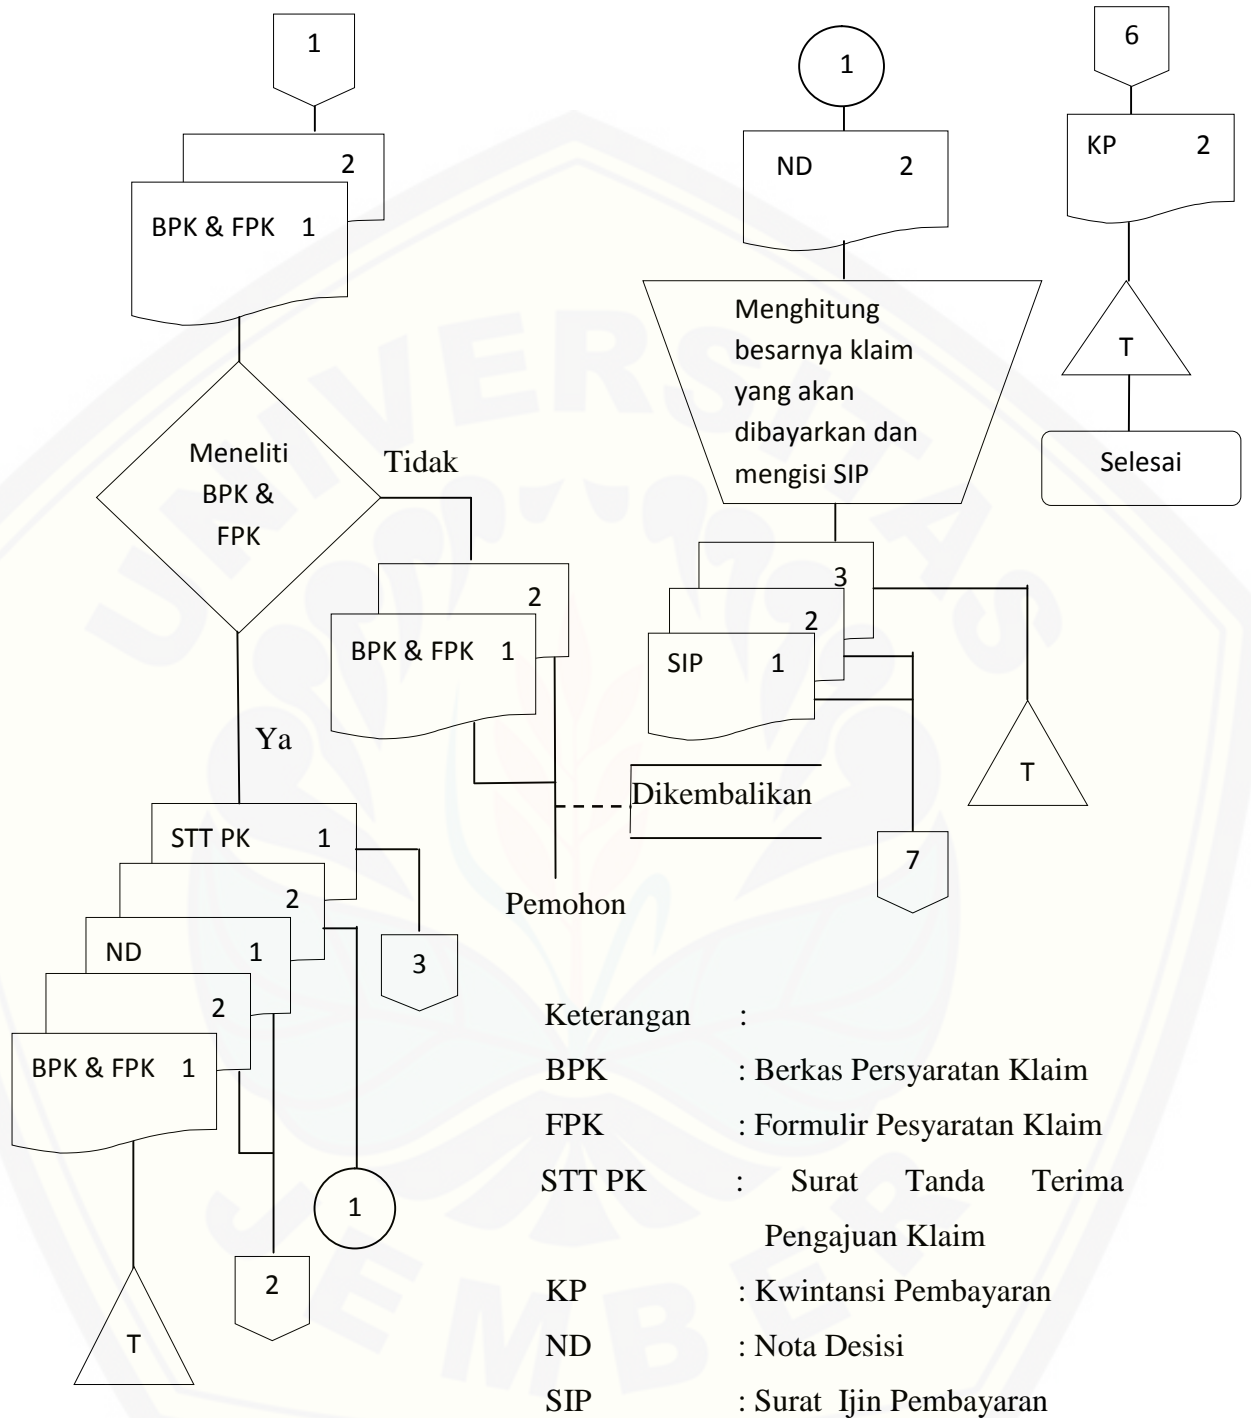 1
2
BPK & FPK 1
Meneliti
BPK &
FPK
Tidak
2
BPK & FPK 1
Dikembalikan
Pemohon
Ya
STT PK 1
2
ND 1
2
BPK & FPK 1
T
2
1
3
1
ND 2
Menghitung
besarnya klaim
yang akan
dibayarkan dan
mengisi SIP
3
2
SIP 1
T
7
6
KP 2
T
Selesai
Keterangan :
BPK : Berkas Persyaratan Klaim
FPK : Formulir Pesyaratan Klaim
STT PK : Surat Tanda Terima
Pengajuan Klaim
KP : Kwintansi Pembayaran
ND : Nota Desisi
SIP : Surat Ijin Pembayaran
UNIVERSITAS
JEMBER